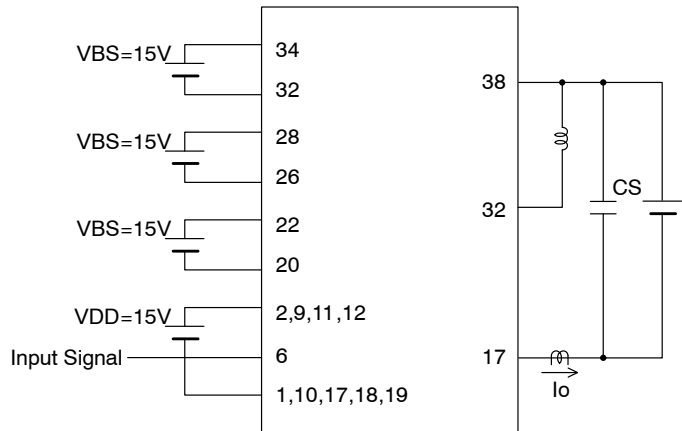 VBS=15V
34
32
VBS=15V
28
26
VBS=15V
22
20
VDD=15V
2,9,11,12
Input Signal
6
1,10,17,18,19
38
32
CS
17
Io